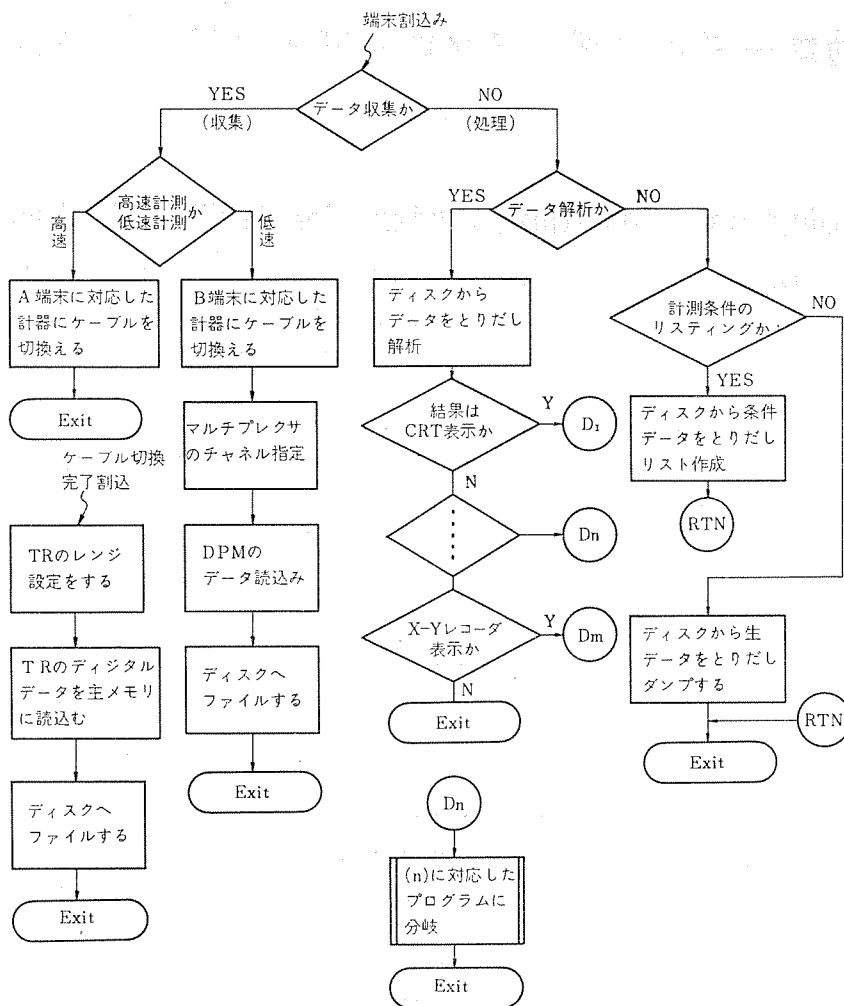 端末割込み
データ収集か
YES
(収集)
NO
(処理)
高速計測
低速計測
か
高速
低速
A端末に対応した
計器にケーブルを
切換える
Exit
B端末に対応した
計器にケーブルを
切換える
マルチプレクサ
のチャネル指定
DPMの
データ読込み
ディスクへ
ファイルする
Exit
ケーブル切換
完了割込
TRのレンジ
設定をする
TRのディジタル
データを主メモリ
に読込む
ディスクへ
ファイルする
Exit
データ解析か
YES
NO
ディスクから
データをとりだし
解析
結果は
CRT表示か
Y
D1
N
Dn
X-Yレコーダ
表示か
Y
Dm
N
Exit
計測条件の
リスティングか
NO
YES
ディスクから条件
データをとりだし
リスト作成
RTN
ディスクから生
データをとりだし
ダンプする
RTN
Exit
Dn
(n)に対応した
プログラムに
分岐
Exit